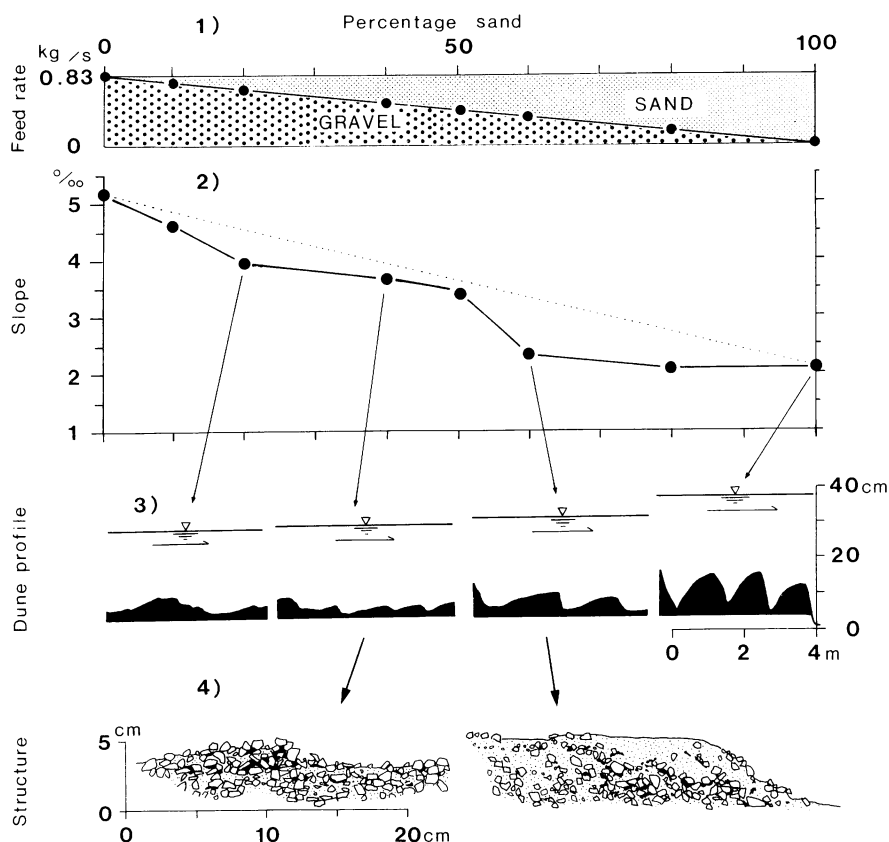 1) Percentage sand
kg/s 0 50 100
0.83
Feed rate
SAND
GRAVEL
0
o/oo 2)
5
4
Slope
3
2
1
3) 40 cm
Dune profile
20
0
0 2 4 m
4)
Structure
cm
5
0
0 10 20 cm